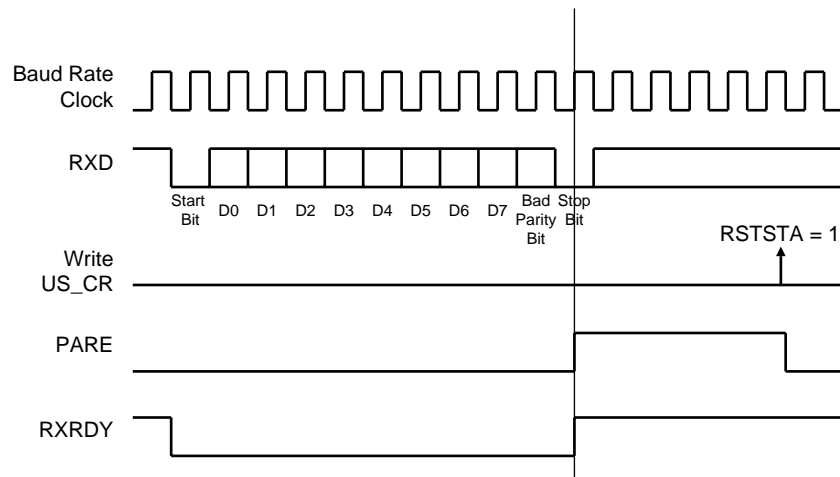 Baud Rate
Clock
RXD
Start
Bit
D0 D1 D2 D3 D4 D5 D6 D7
Bad
Parity
Bit
Stop
Bit
RSTSTA = 1
Write
US_CR
PARE
RXRDY